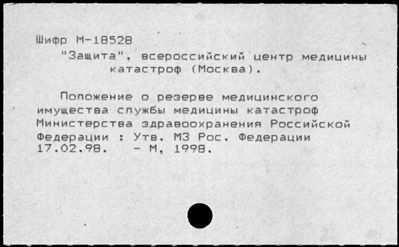 Шифр М-18528
"Защита", всероссийский центр медицины
катастроф (Москва).
Положение о резерве медицинского
имущества службы медицины катастроф
Министерства здравоохранения Российской
Федерации : Утв. МЗ Рос. Федерации
17.02.98. - М, 1998.